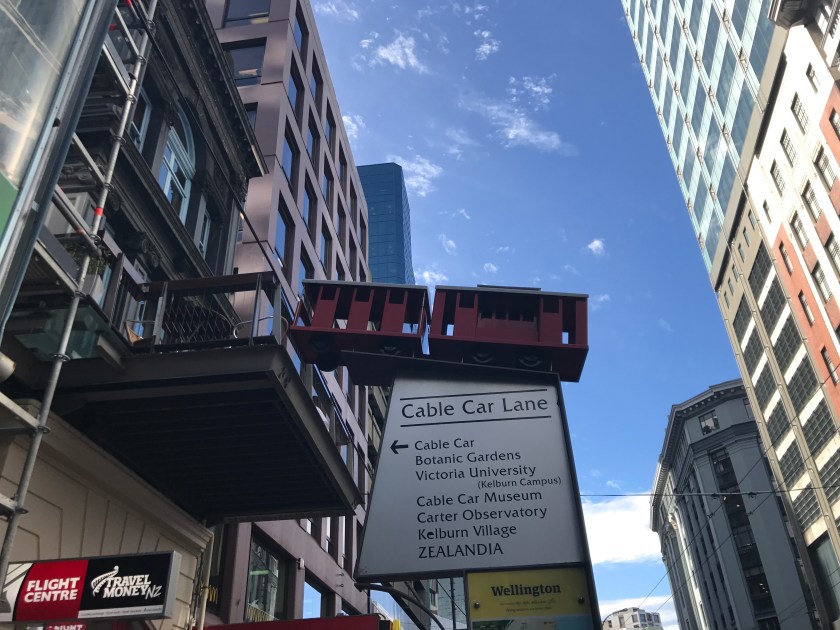 Cable Car Lane
← Cable Car
Botanic Gardens
Victoria University
(Kelburn Campus)
Cable Car Museum
Carter Observatory
Kelburn Village
ZEALANDIA
Wellington
FLIGHT
CENTRE
TRAVEL
MONEY NZ